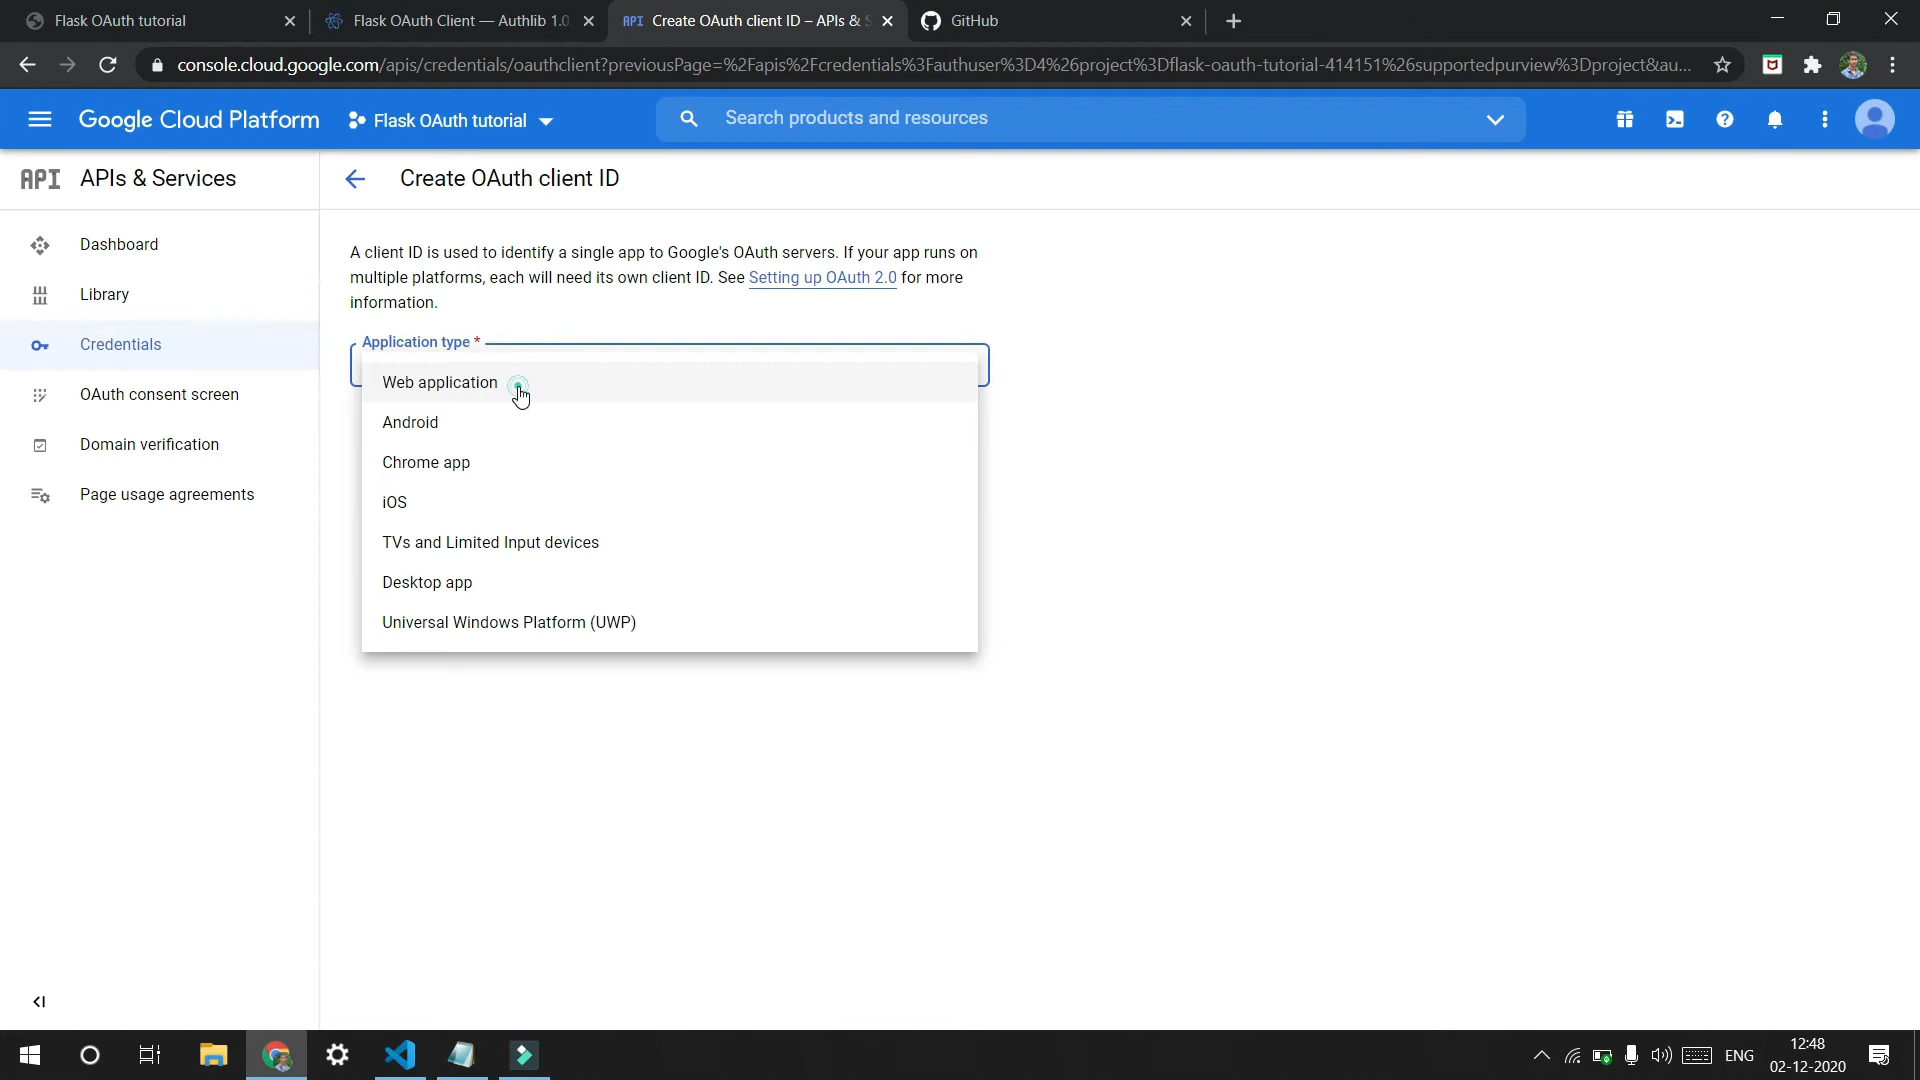 Flask OAuth tutorial
Flask OAuth Client — Authlib 1.0
API Create OAuth client ID – APIs & S
GitHub
console.cloud.google.com/apis/credentials/oauthclient?previousPage=%2Fapis%2Fcredentials%3Fauthuser%3D4%26project%3Dflask-oauth-tutorial-414151%26supportedpurview%3Dproject&au...
Google Cloud Platform
Flask OAuth tutorial
Search products and resources
API APIs & Services
Create OAuth client ID
Dashboard
Library
Credentials
OAuth consent screen
Domain verification
Page usage agreements
A client ID is used to identify a single app to Google's OAuth servers. If your app runs on
multiple platforms, each will need its own client ID. See Setting up OAuth 2.0 for more
information.
Application type *
Web application
Android
Chrome app
iOS
TVs and Limited Input devices
Desktop app
Universal Windows Platform (UWP)
ENG
12:48
02-12-2020